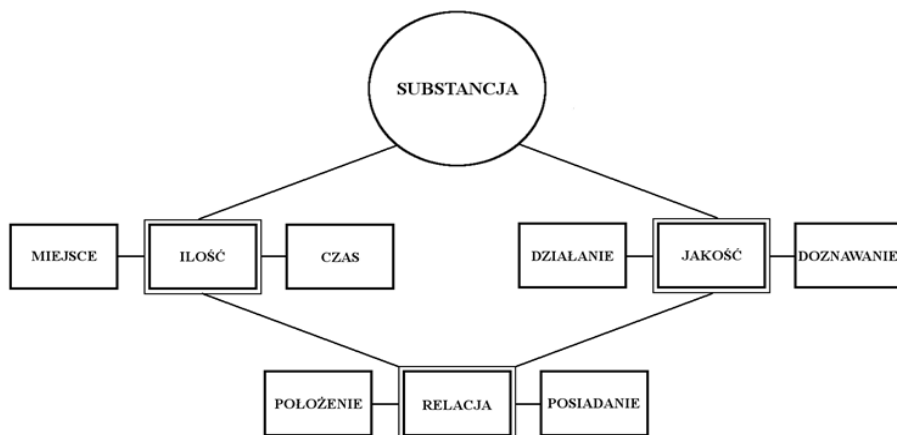 SUBSTANCJA
MIEJSCE
ILOŚĆ
CZAS
DZIAŁANIE
JAKOŚĆ
DOZNAWANIE
POŁOŻENIE
RELACJA
POSIADANIE